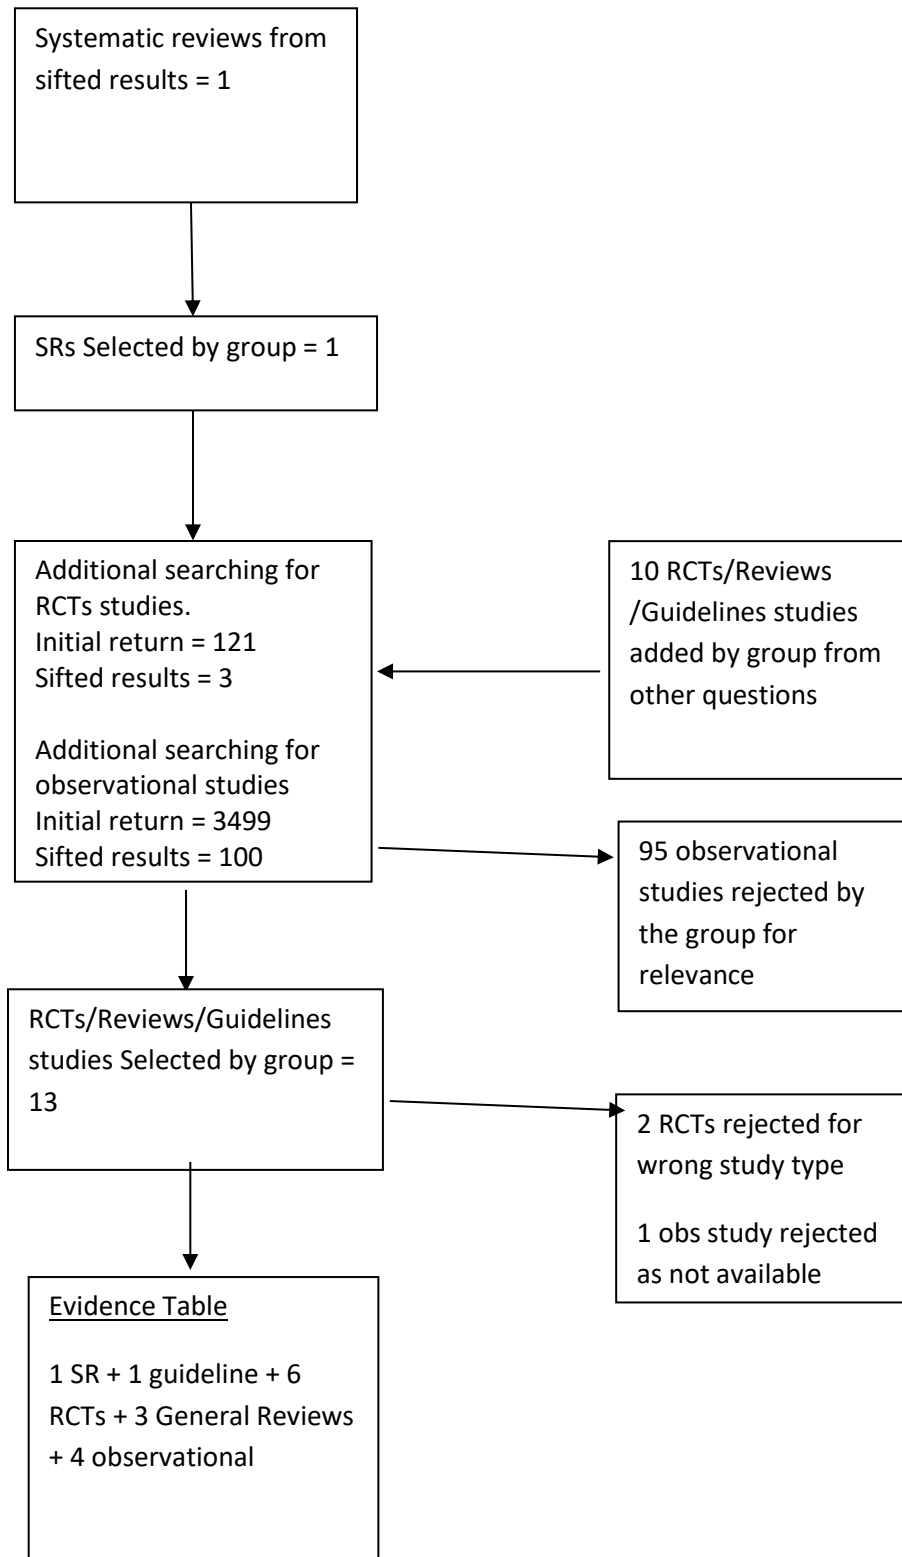 Systematic reviews from
sifted results = 1
SRs Selected by group = 1
Additional searching for
RCTs studies.
Initial return = 121
Sifted results = 3
Additional searching for
observational studies
Initial return = 3499
Sifted results = 100
10 RCTs/Reviews
/Guidelines studies
added by group from
other questions
95 observational
studies rejected by
the group for
relevance
RCTs/Reviews/Guidelines
studies Selected by group =
13
2 RCTs rejected for
wrong study type
1 obs study rejected
as not available
Evidence Table
1 SR + 1 guideline + 6
RCTs + 3 General Reviews
+ 4 observational